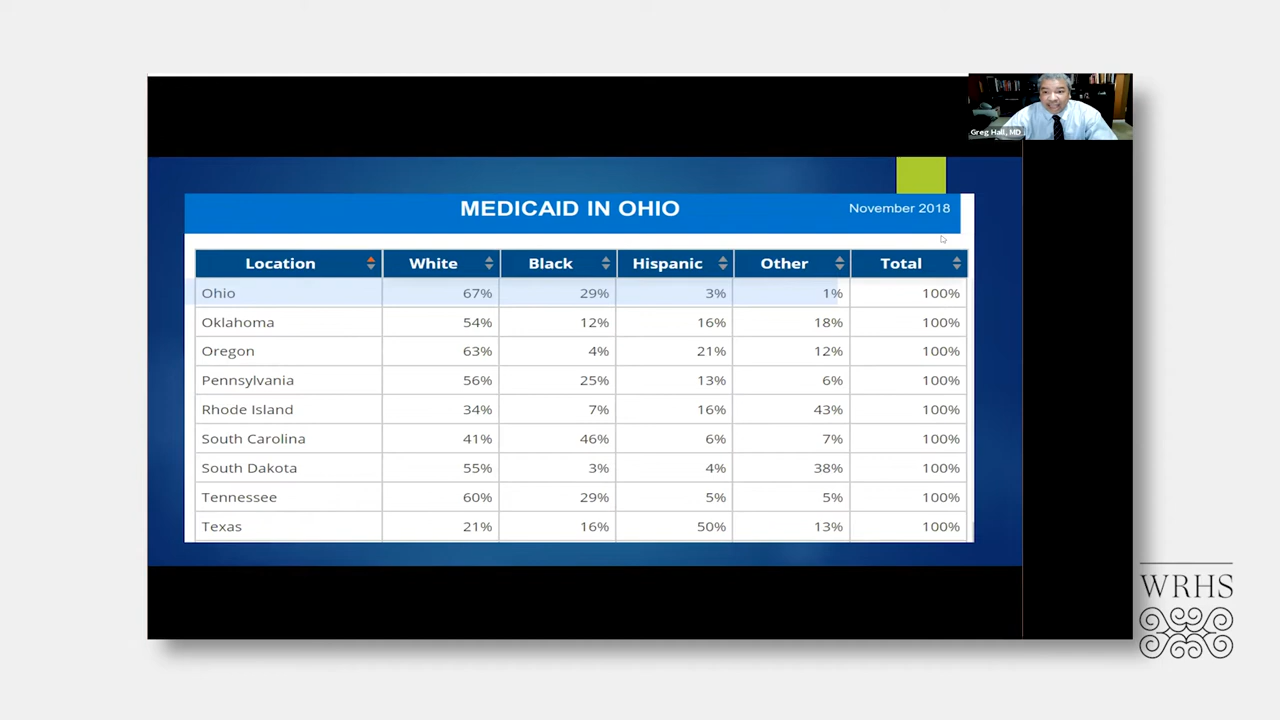 Greg Hall, MD
MEDICAID IN OHIO
November 2018
Location White Black Hispanic Other Total
Ohio 67% 29% 3% 1% 100%
Oklahoma 54% 12% 16% 18% 100%
Oregon 63% 4% 21% 12% 100%
Pennsylvania 56% 25% 13% 6% 100%
Rhode Island 34% 7% 16% 43% 100%
South Carolina 41% 46% 6% 7% 100%
South Dakota 55% 3% 4% 38% 100%
Tennessee 60% 29% 5% 5% 100%
Texas 21% 16% 50% 13% 100%
WRHS